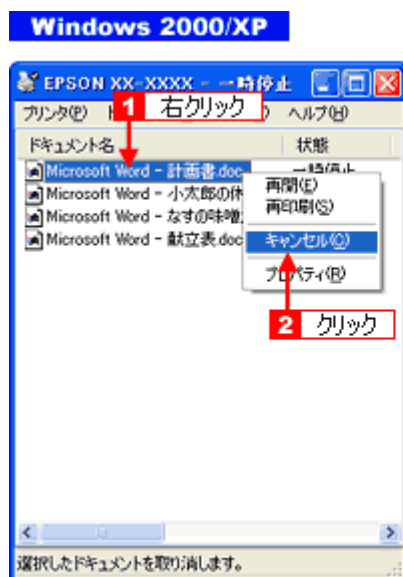 Windows 2000/XP
EPSON XX-XXXX - 一時停止
プリンタ(P)
ヘルプ(H)
1 右クリック
ドキュメント名
状態
Microsoft Word - 計画書.doc
一時停止
Microsoft Word - 小太郎の休
Microsoft Word - なすの味噌
Microsoft Word - 献立表.doc
再開(E)
再印刷(S)
キャンセル(C)
プロパティ(R)
2 クリック
選択したドキュメントを取り消します。